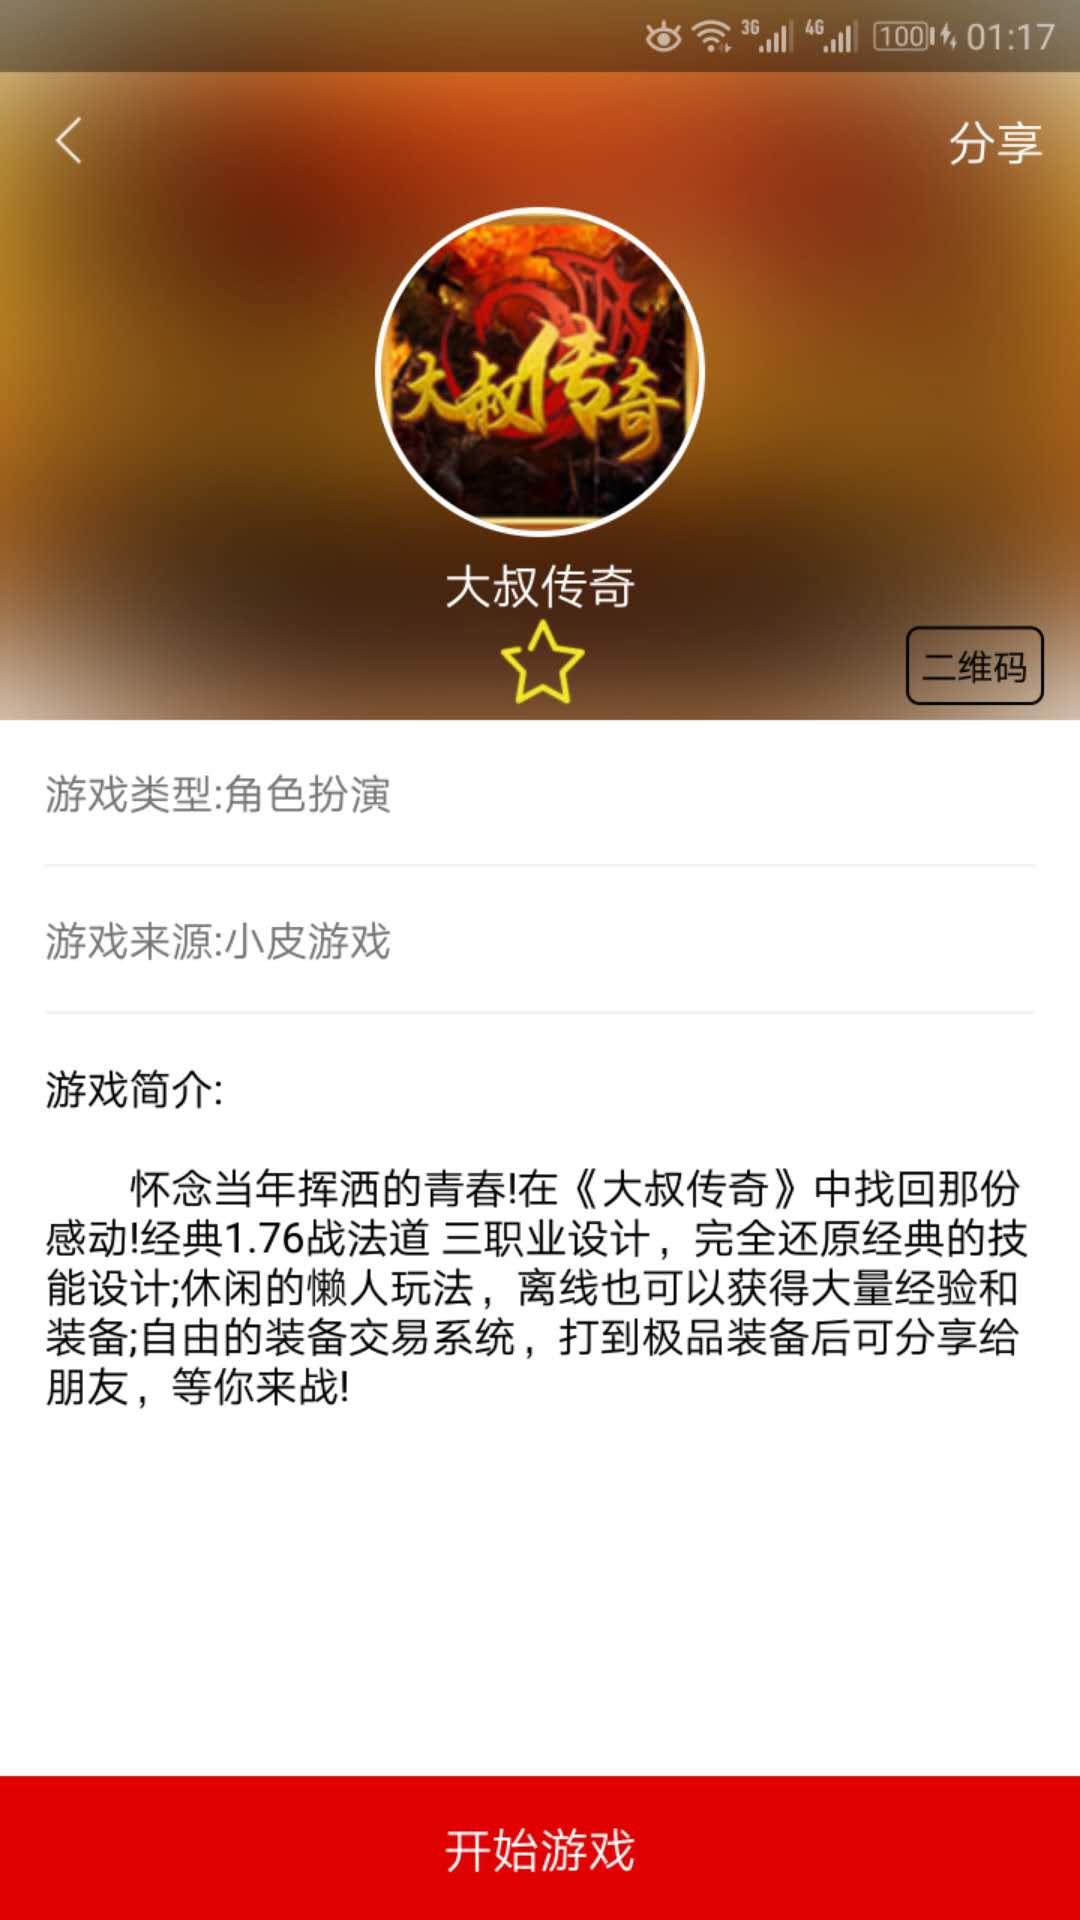 3G 4G 100 01:17
分享
大叔传奇
大叔传奇
二维码
游戏类型:角色扮演
游戏来源:小皮游戏
游戏简介:
怀念当年挥洒的青春!在《大叔传奇》中找回那份
感动!经典1.76战法道 三职业设计，完全还原经典的技
能设计;休闲的懒人玩法，离线也可以获得大量经验和
装备;自由的装备交易系统，打到极品装备后可分享给
朋友，等你来战!
开始游戏